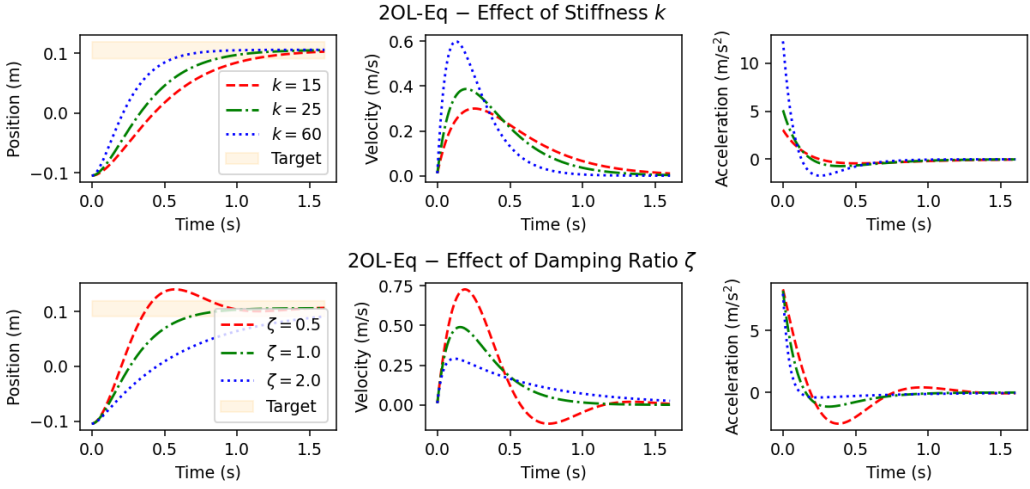 2OL-Eq − Effect of Stiffness k
Position (m)
0.1
0.0
−0.1
k = 15
k = 25
k = 60
Target
0.0 0.5 1.0 1.5
Time (s)
Velocity (m/s)
0.6
0.4
0.2
0.0
0.0 0.5 1.0 1.5
Time (s)
Acceleration (m/s²)
10
5
0
0.0 0.5 1.0 1.5
Time (s)
2OL-Eq − Effect of Damping Ratio ζ
Position (m)
0.1
0.0
−0.1
ζ = 0.5
ζ = 1.0
ζ = 2.0
Target
0.0 0.5 1.0 1.5
Time (s)
Velocity (m/s)
0.75
0.50
0.25
0.00
0.0 0.5 1.0 1.5
Time (s)
Acceleration (m/s²)
5
0
0.0 0.5 1.0 1.5
Time (s)